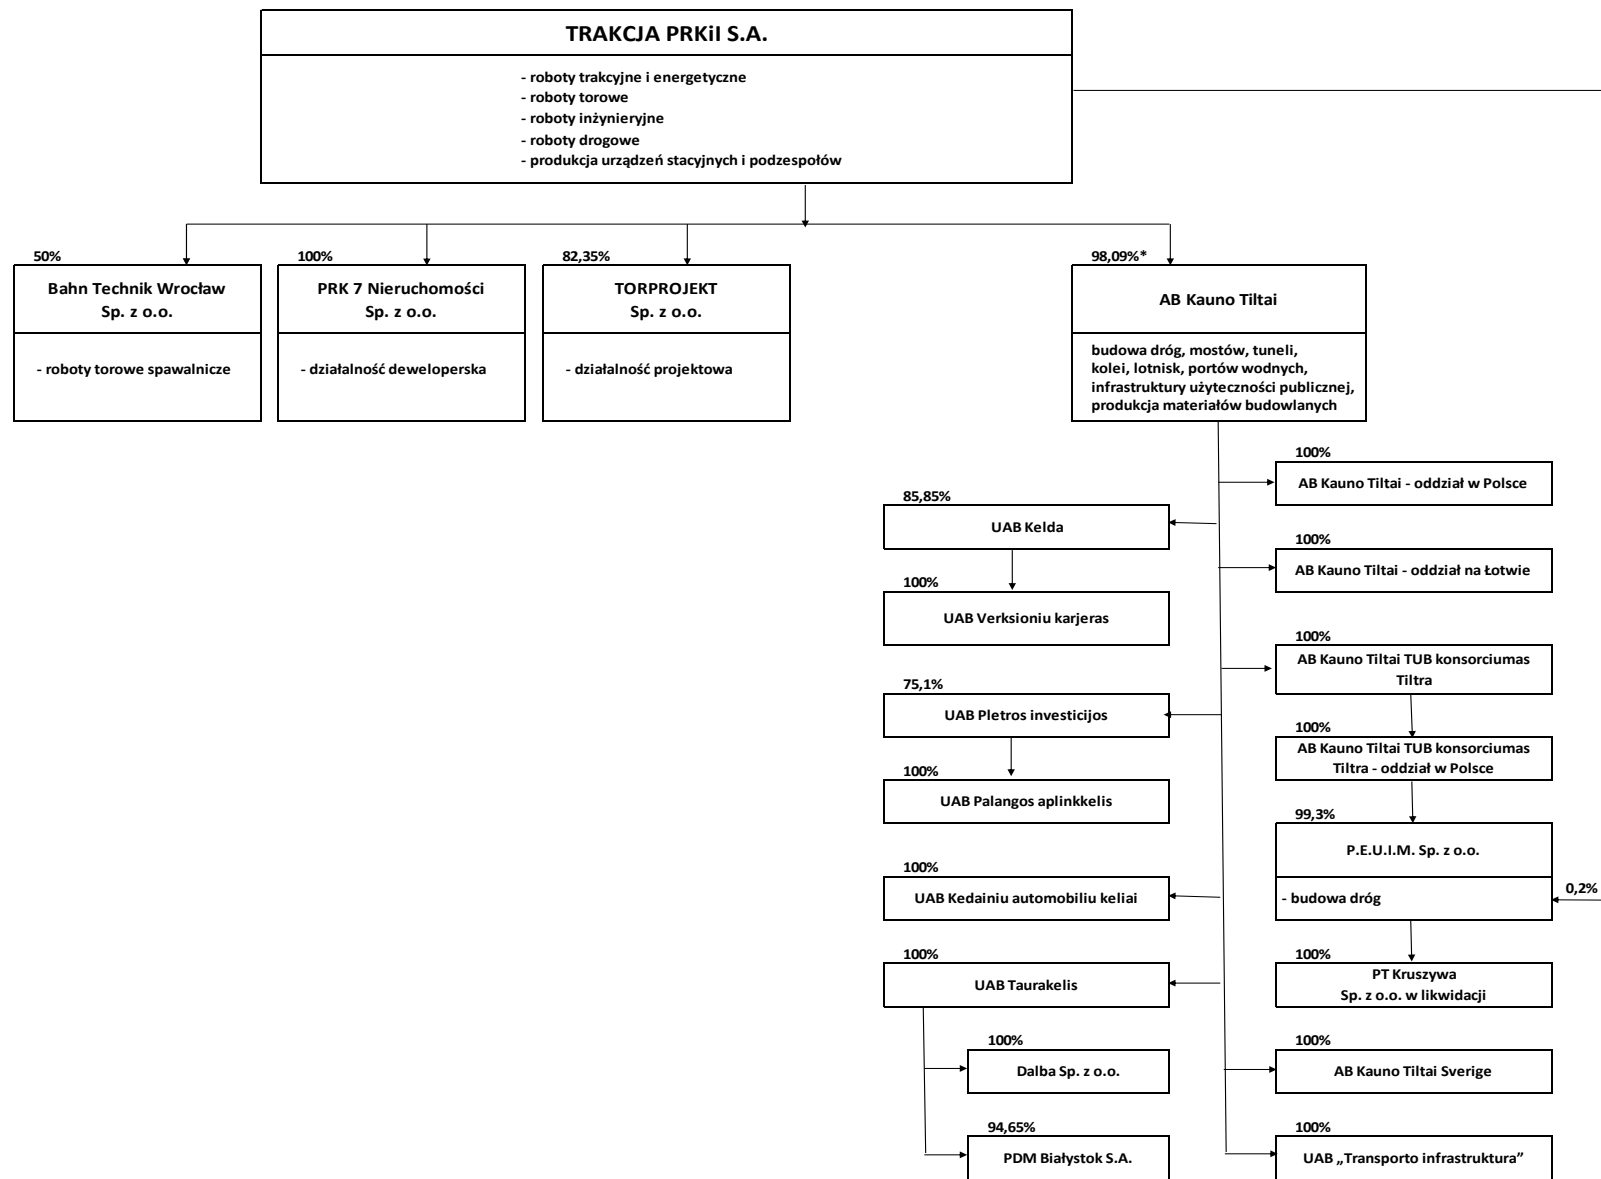 TRAKCJA PRKiI S.A.
- roboty trakcyjne i energetyczne
- roboty torowe
- roboty inżynieryjne
- roboty drogowe
- produkcja urządzeń stacyjnych i podzespołów
50%
Bahn Technik Wrocław
Sp. z o.o.
- roboty torowe spawalnicze
100%
PRK 7 Nieruchomości
Sp. z o.o.
- działalność deweloperska
82,35%
TORPROJEKT
Sp. z o.o.
- działalność projektowa
98,09%*
AB Kauno Tiltai
budowa dróg, mostów, tuneli,
kolei, lotnisk, portów wodnych,
infrastruktury użyteczności publicznej,
produkcja materiałów budowlanych
85,85%
UAB Kelda
100%
UAB Verksioniu karjeras
75,1%
UAB Pletros investicijos
100%
UAB Palangos aplinkkelis
100%
UAB Kedainiu automobiliu keliai
100%
UAB Taurakelis
100%
Dalba Sp. z o.o.
94,65%
PDM Białystok S.A.
100%
AB Kauno Tiltai - oddział w Polsce
100%
AB Kauno Tiltai - oddział na Łotwie
100%
AB Kauno Tiltai TUB konsorciumas
Tiltra
100%
AB Kauno Tiltai TUB konsorciumas
Tiltra - oddział w Polsce
99,3%
P.E.U.I.M. Sp. z o.o.
- budowa dróg
0,2%
100%
PT Kruszywa
Sp. z o.o. w likwidacji
100%
AB Kauno Tiltai Sverige
100%
UAB „Transporto infrastruktura”